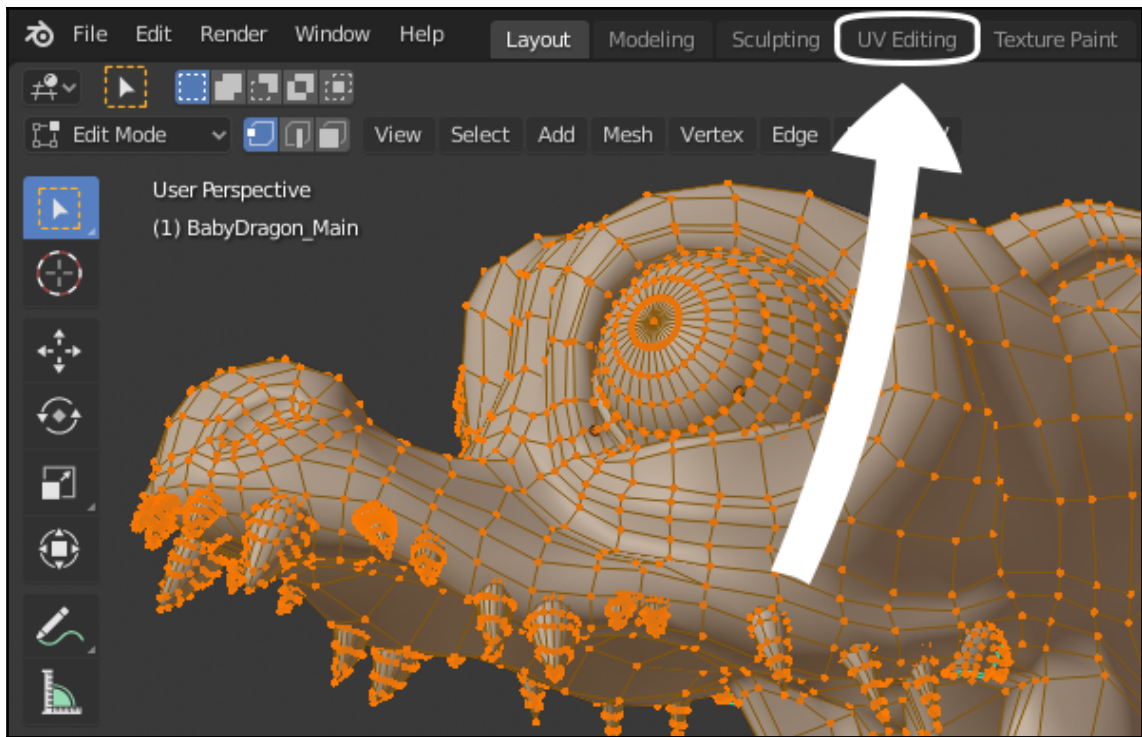 File Edit Render Window Help Layout Modeling Sculpting UV Editing Texture Paint
Edit Mode View Select Add Mesh Vertex Edge
User Perspective
(1) BabyDragon_Main